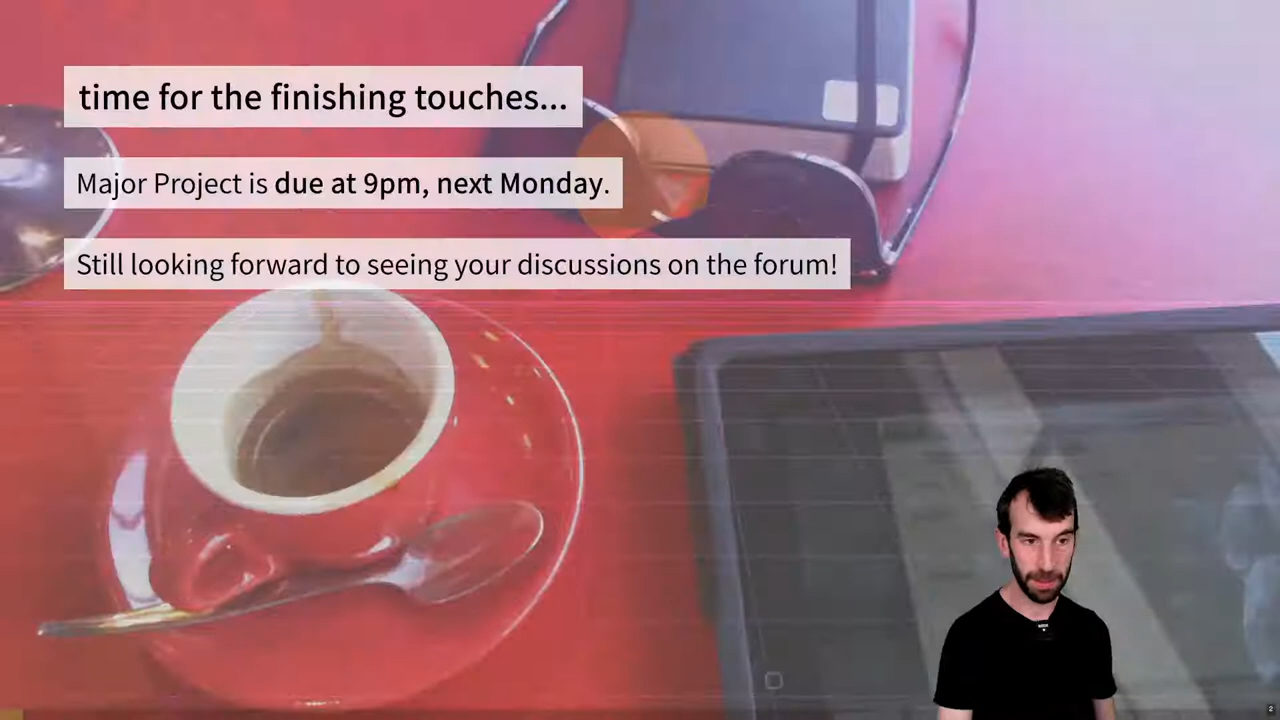 time for the finishing touches...
Major Project is due at 9pm, next Monday.
Still looking forward to seeing your discussions on the forum!
2